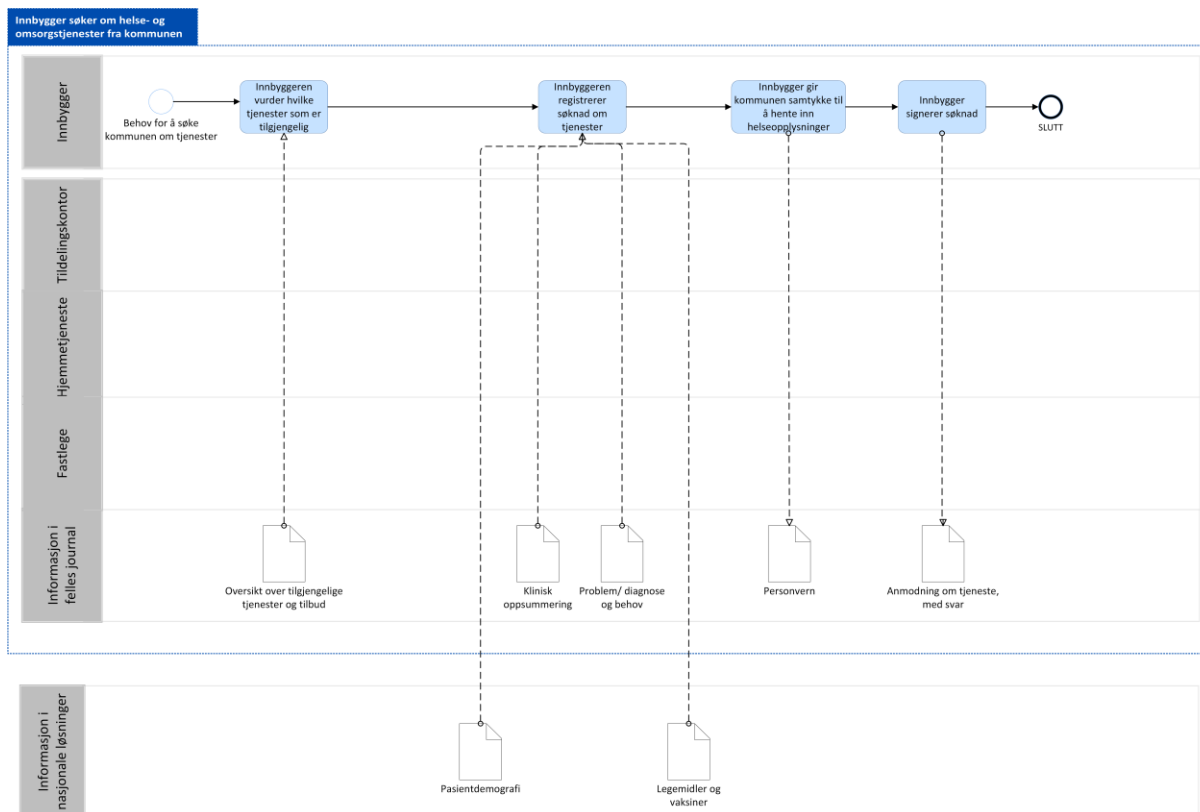 Innbygger søker om helse- og
omsorgstjenester fra kommunen
Innbygger
Behov for å søke
kommunen om tjenester
Innbyggeren
vurder hvilke
tjenester som er
tilgjengelig
Innbyggeren
registrerer
søknad om
tjenester
Innbygger gir
kommunen samtykke til
å hente inn
helseopplysninger
Innbygger
signerer søknad
SLUTT
Tildelingskontor
Hjemmetjeneste
Fastlege
Informasjon i
felles journal
Oversikt over tilgjengelige
tjenester og tilbud
Klinisk
oppsummering
Problem/ diagnose
og behov
Personvern
Anmodning om tjeneste,
med svar
Informasjon i
nasjonale løsninger
Pasientdemografi
Legemidler og
vaksiner